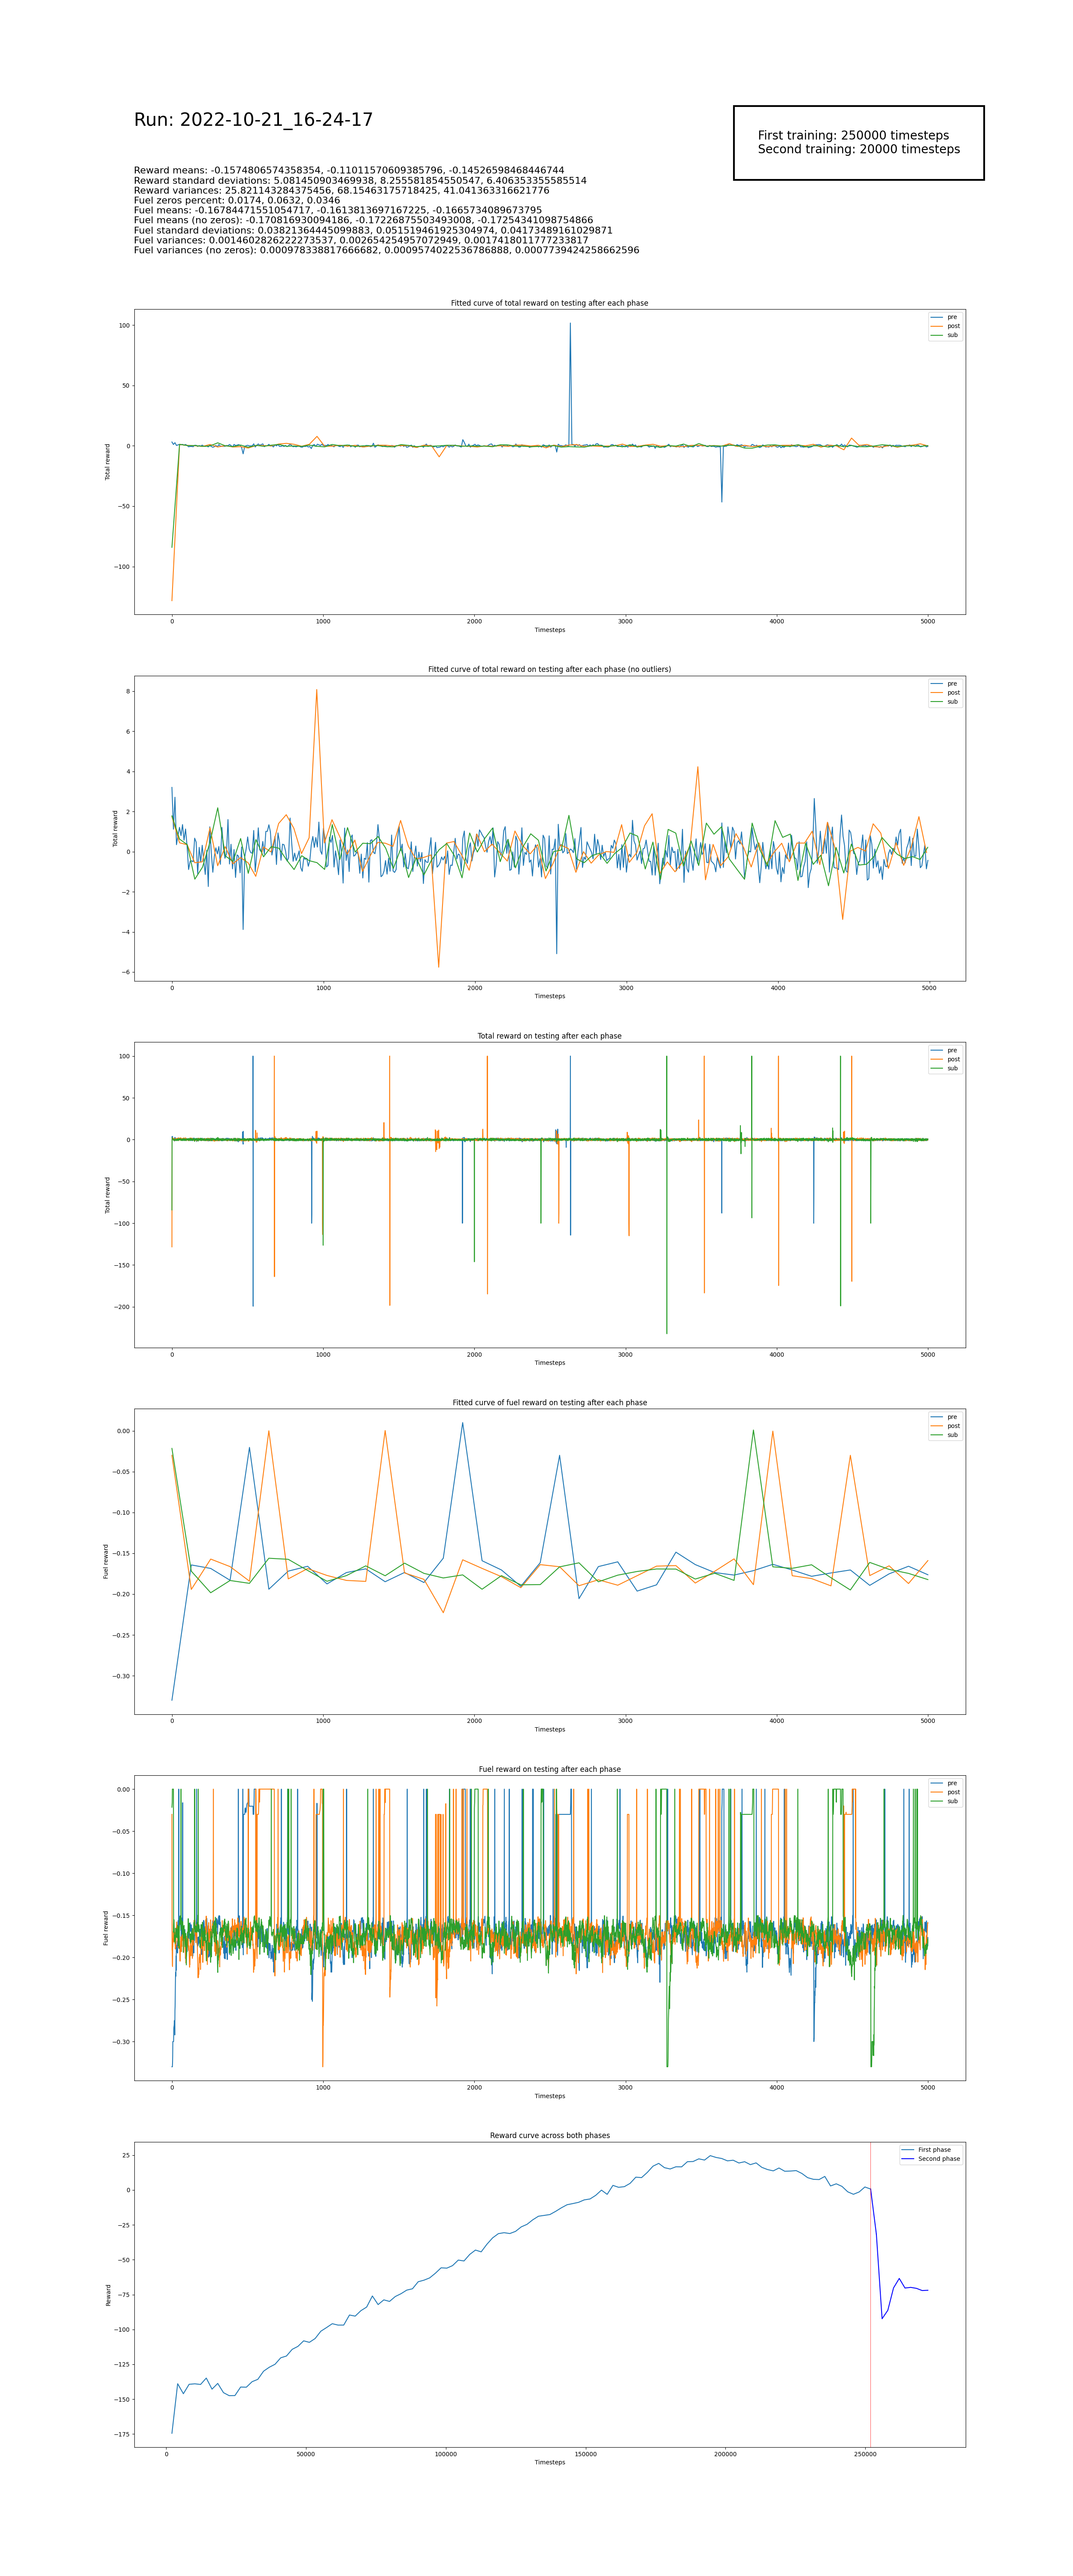 Run: 2022-10-21_16-24-17
First training: 250000 timesteps
Second training: 20000 timesteps
Reward means: -0.1574806574358354, -0.11011570609385796, -0.14526598468446744
Reward standard deviations: 5.081450903469938, 8.255581854550547, 6.406353355585514
Reward variances: 25.821143284375456, 68.15463175718425, 41.041363316621776
Fuel zeros percent: 0.0174, 0.0632, 0.0346
Fuel means: -0.16784471551054717, -0.1613813697167225, -0.1665734089673795
Fuel means (no zeros): -0.170816930094186, -0.17226875503493008, -0.17254341098754866
Fuel standard deviations: 0.03821364445099883, 0.051519461925304974, 0.04173489161029871
Fuel variances: 0.0014602826222273537, 0.002654254957072949, 0.0017418011777233817
Fuel variances (no zeros): 0.000978338817666682, 0.0009574022536786888, 0.0007739424258662596
Fitted curve of total reward on testing after each phase
pre
post
sub
100
50
0
−50
−100
Total reward
0 1000 2000 3000 4000 5000
Timesteps
Fitted curve of total reward on testing after each phase (no outliers)
pre
post
sub
8
6
4
2
0
−2
−4
−6
Total reward
0 1000 2000 3000 4000 5000
Timesteps
Total reward on testing after each phase
pre
post
sub
100
50
0
−50
−100
−150
−200
Total reward
0 1000 2000 3000 4000 5000
Timesteps
Fitted curve of fuel reward on testing after each phase
pre
post
sub
0.00
−0.05
−0.10
−0.15
−0.20
−0.25
−0.30
Fuel reward
0 1000 2000 3000 4000 5000
Timesteps
Fuel reward on testing after each phase
pre
post
sub
0.00
−0.05
−0.10
−0.15
−0.20
−0.25
−0.30
Fuel reward
0 1000 2000 3000 4000 5000
Timesteps
Reward curve across both phases
First phase
Second phase
25
0
−25
−50
−75
−100
−125
−150
−175
Reward
0 50000 100000 150000 200000 250000
Timesteps